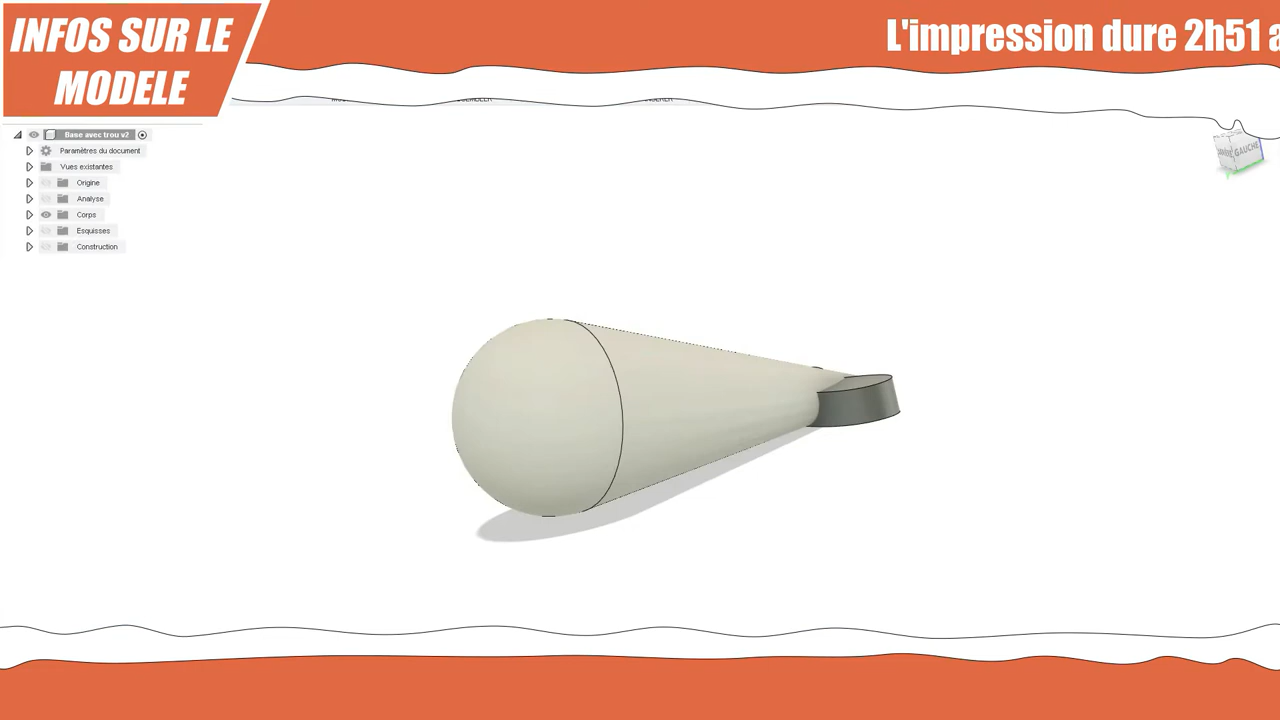 INFOS SUR LE
MODELE
L'impression dure 2h51 a
Base avec trou v2
Paramètres du document
Vues existantes
Origine
Analyse
Corps
Esquisses
Construction
GAUCHE